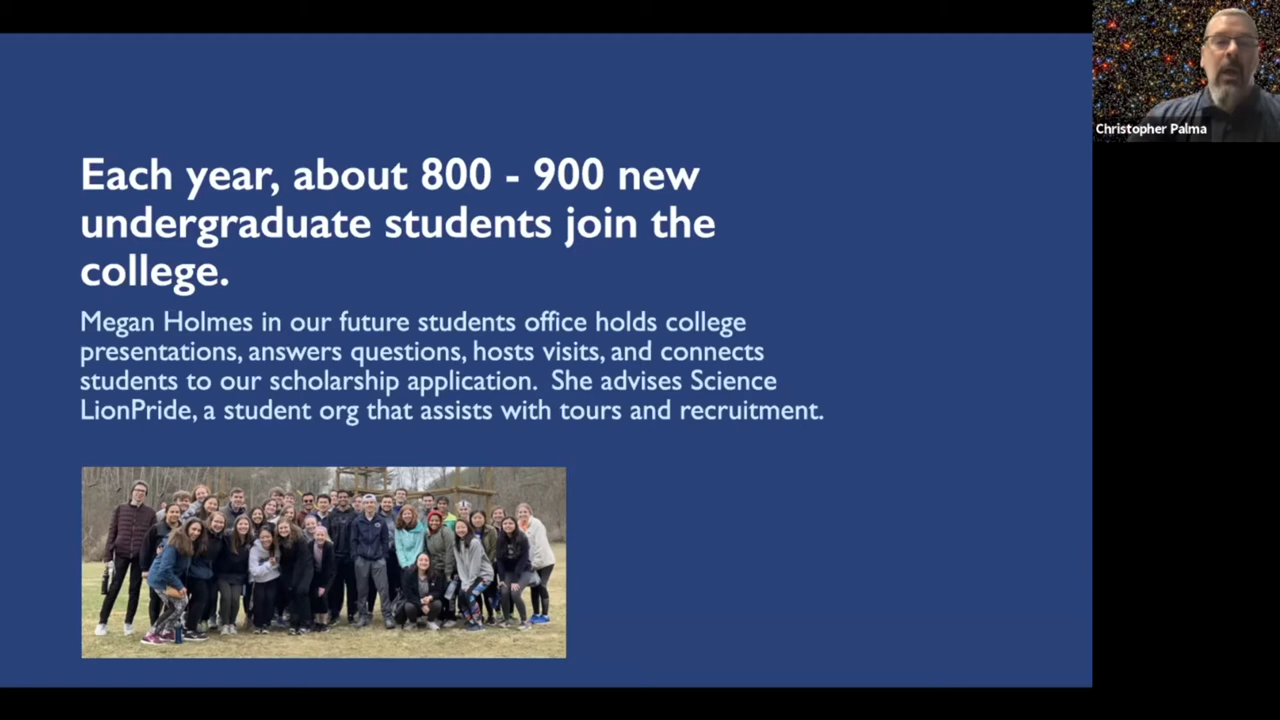 Each year, about 800 - 900 new
undergraduate students join the
college.
Megan Holmes in our future students office holds college
presentations, answers questions, hosts visits, and connects
students to our scholarship application.  She advises Science
LionPride, a student org that assists with tours and recruitment.
Christopher Palma